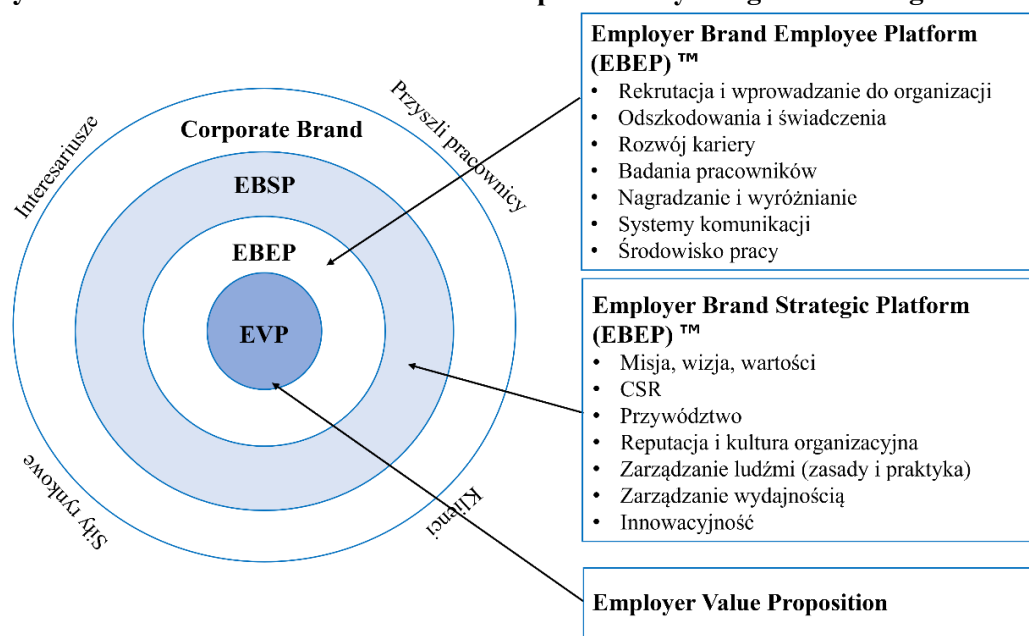 Corporate Brand
EBSP
EBEP
EVP
Interesariusze
Przyszli pracownicy
Siły rynkowe
Klienci
Employer Brand Employee Platform
(EBEP) ™
• Rekrutacja i wprowadzanie do organizacji
• Odszkodowania i świadczenia
• Rozwój kariery
• Badania pracowników
• Nagradzanie i wyróżnianie
• Systemy komunikacji
• Środowisko pracy
Employer Brand Strategic Platform
(EBEP) ™
• Misja, wizja, wartości
• CSR
• Przywództwo
• Reputacja i kultura organizacyjna
• Zarządzanie ludźmi (zasady i praktyka)
• Zarządzanie wydajnością
• Innowacyjność
Employer Value Proposition